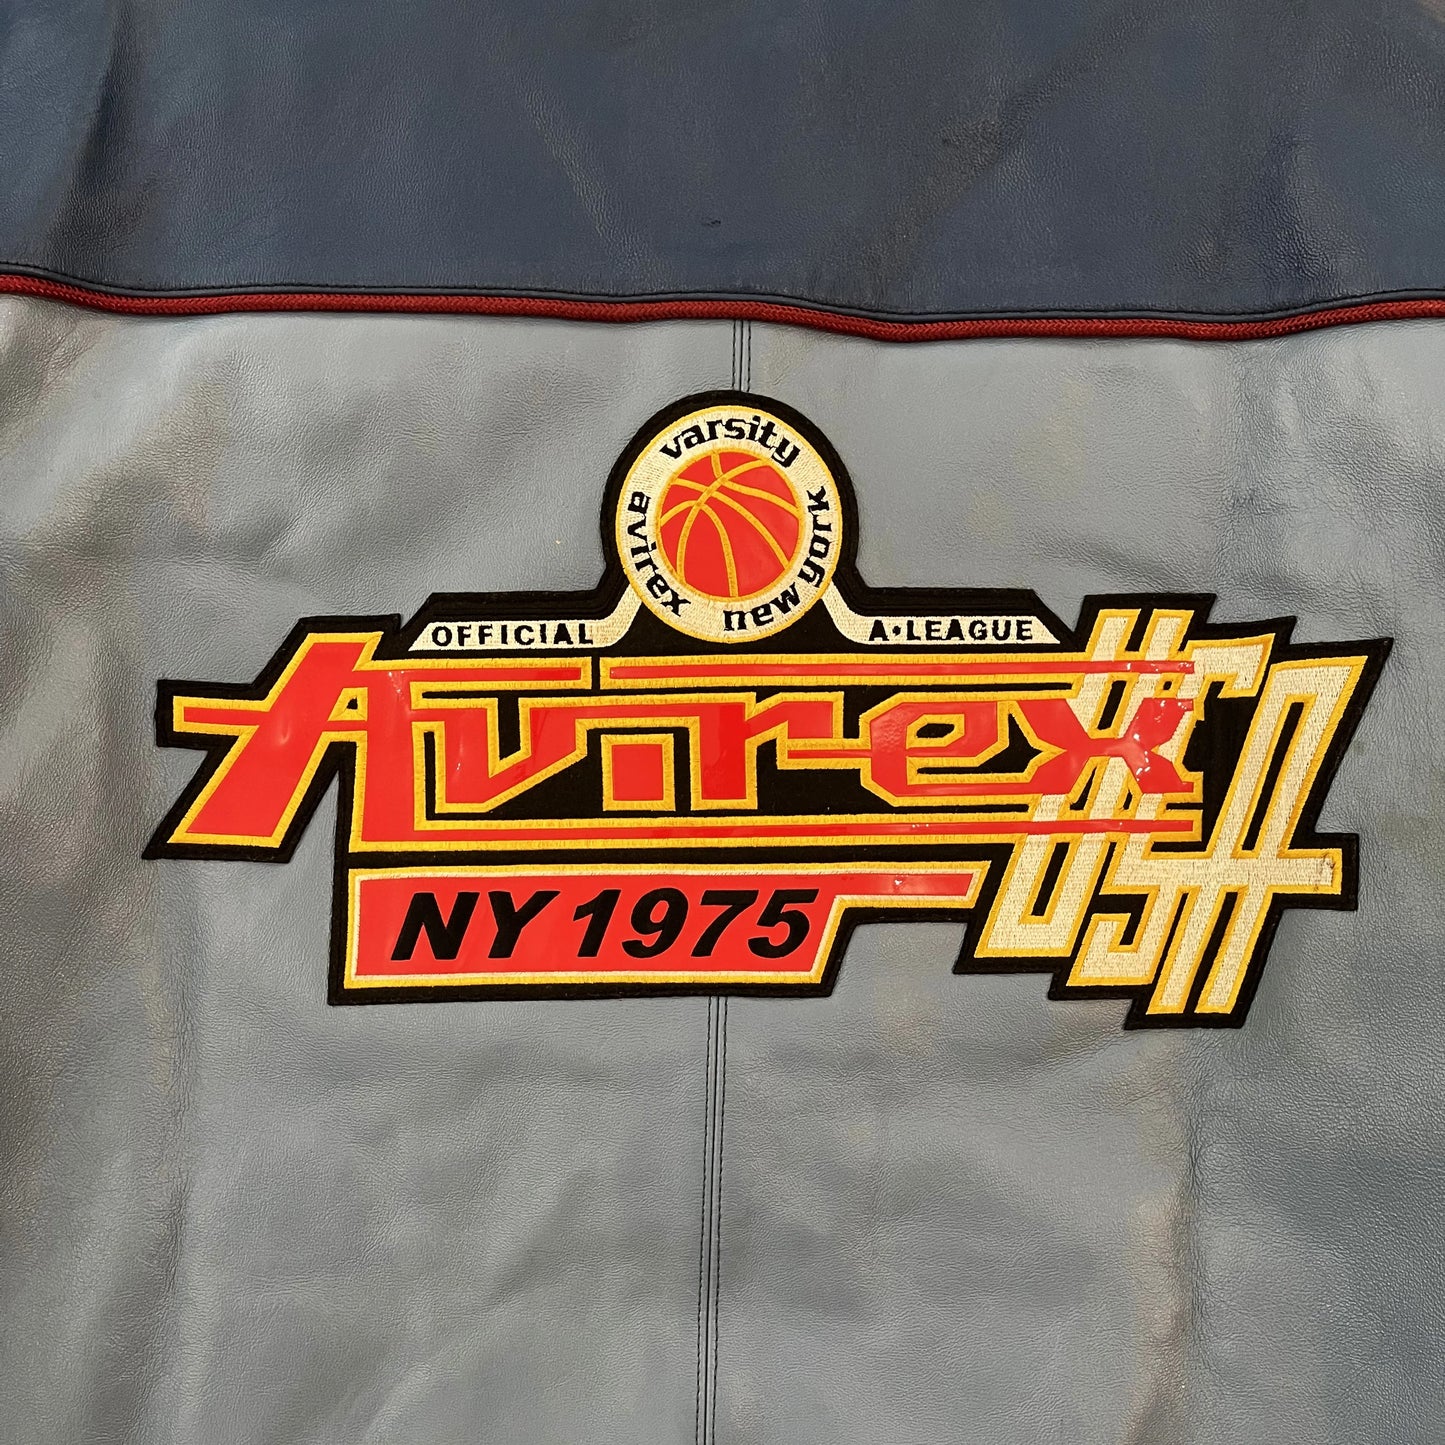 varsity
avirex
new york
OFFICIAL
A•LEAGUE
Avirex
USA
NY 1975